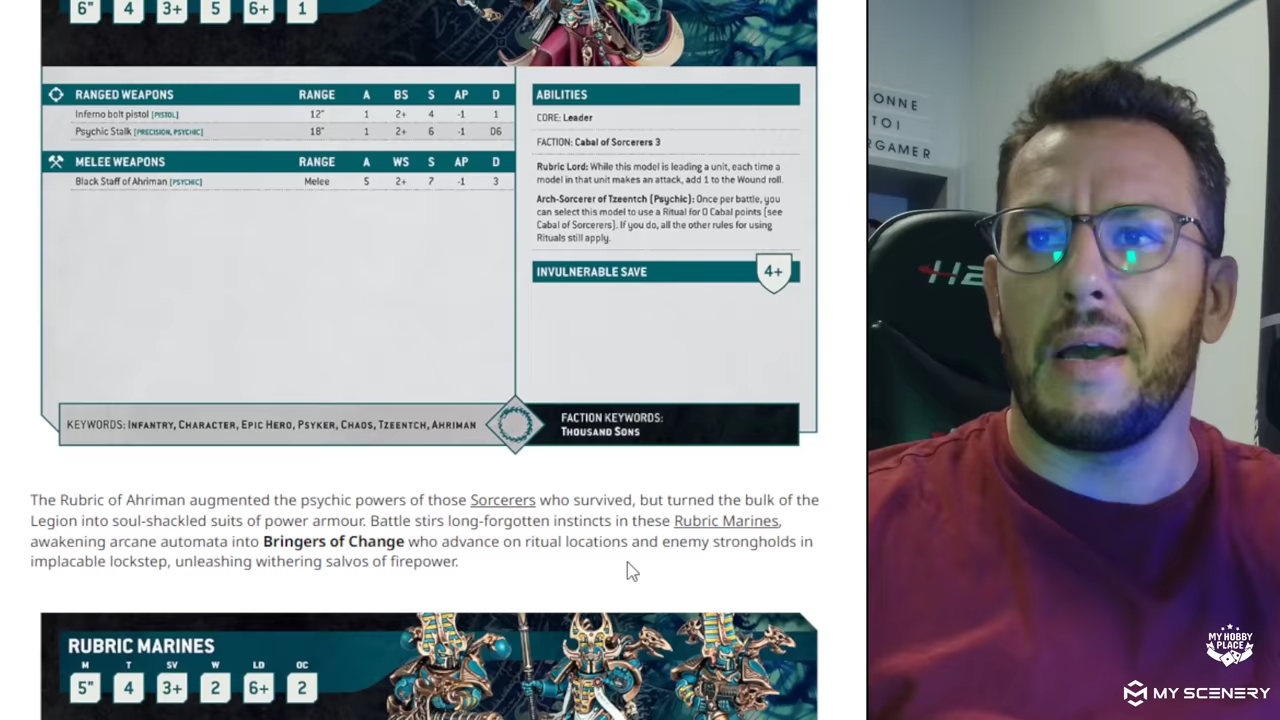 6" 4 3+ 5 6+ 1
RANGED WEAPONS RANGE A BS S AP D
Inferno bolt pistol [PISTOL] 12" 1 2+ 4 -1 1
Psychic Stalk [PRECISION, PSYCHIC] 18" 1 2+ 6 -1 D6
MELEE WEAPONS RANGE A WS S AP D
Black Staff of Ahriman [PSYCHIC] Melee 5 2+ 7 -1 3
ABILITIES
CORE: Leader
FACTION: Cabal of Sorcerers 3
Rubric Lord: While this model is leading a unit, each time a
model in that unit makes an attack, add 1 to the Wound roll.
Arch-Sorcerer of Tzeentch (Psychic): Once per battle, you
can select this model to use a Ritual for 0 Cabal points (see
Cabal of Sorcerers). If you do, all the other rules for using
Rituals still apply.
INVULNERABLE SAVE 4+
KEYWORDS: INFANTRY, CHARACTER, EPIC HERO, PSYKER, CHAOS, TZEENTCH, AHRIMAN
FACTION KEYWORDS:
THOUSAND SONS
The Rubric of Ahriman augmented the psychic powers of those Sorcerers who survived, but turned the bulk of the
Legion into soul-shackled suits of power armour. Battle stirs long-forgotten instincts in these Rubric Marines,
awakening arcane automata into Bringers of Change who advance on ritual locations and enemy strongholds in
implacable lockstep, unleashing withering salvos of firepower.
RUBRIC MARINES
M T SV W LD OC
5" 4 3+ 2 6+ 2
ONNE
TOI
RGAMER
MY HOBBY
PLACE
MY SCENERY